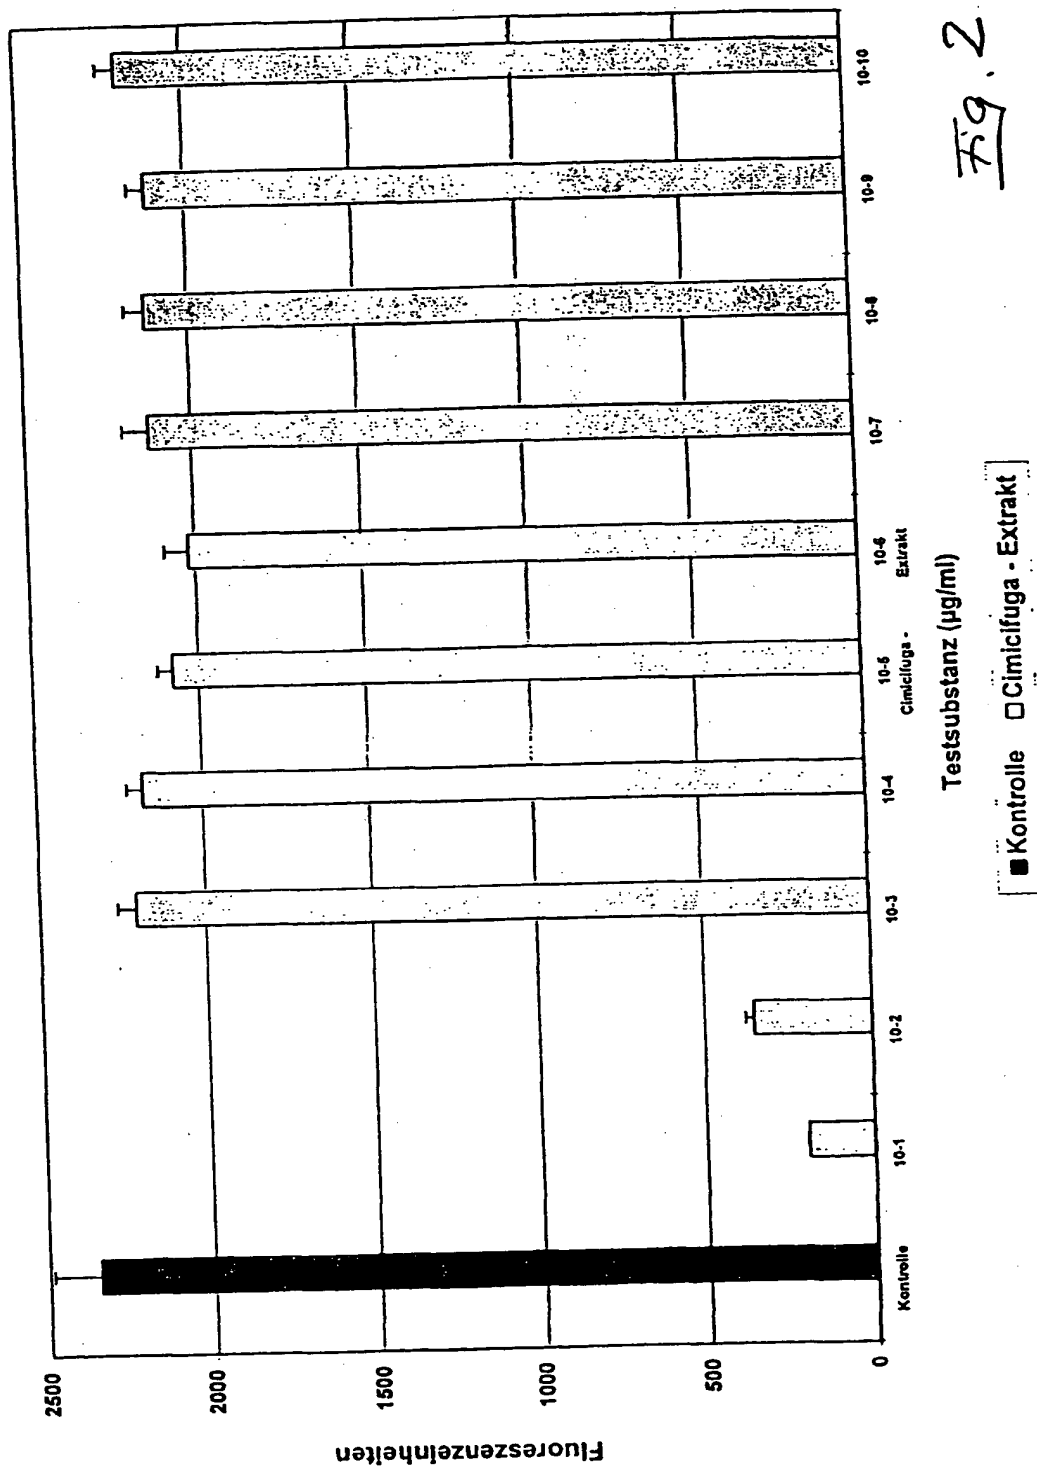 Fluoreszenzeinheiten
2500
2000
1500
1000
500
0
Kontrolle
10-1
10-2
10-3
10-4
10-5
10-6
10-7
10-8
10-9
10-10
Cimicifuga - Extrakt
Testsubstanz (µg/ml)
Kontrolle Cimicifuga - Extrakt
Fig. 2